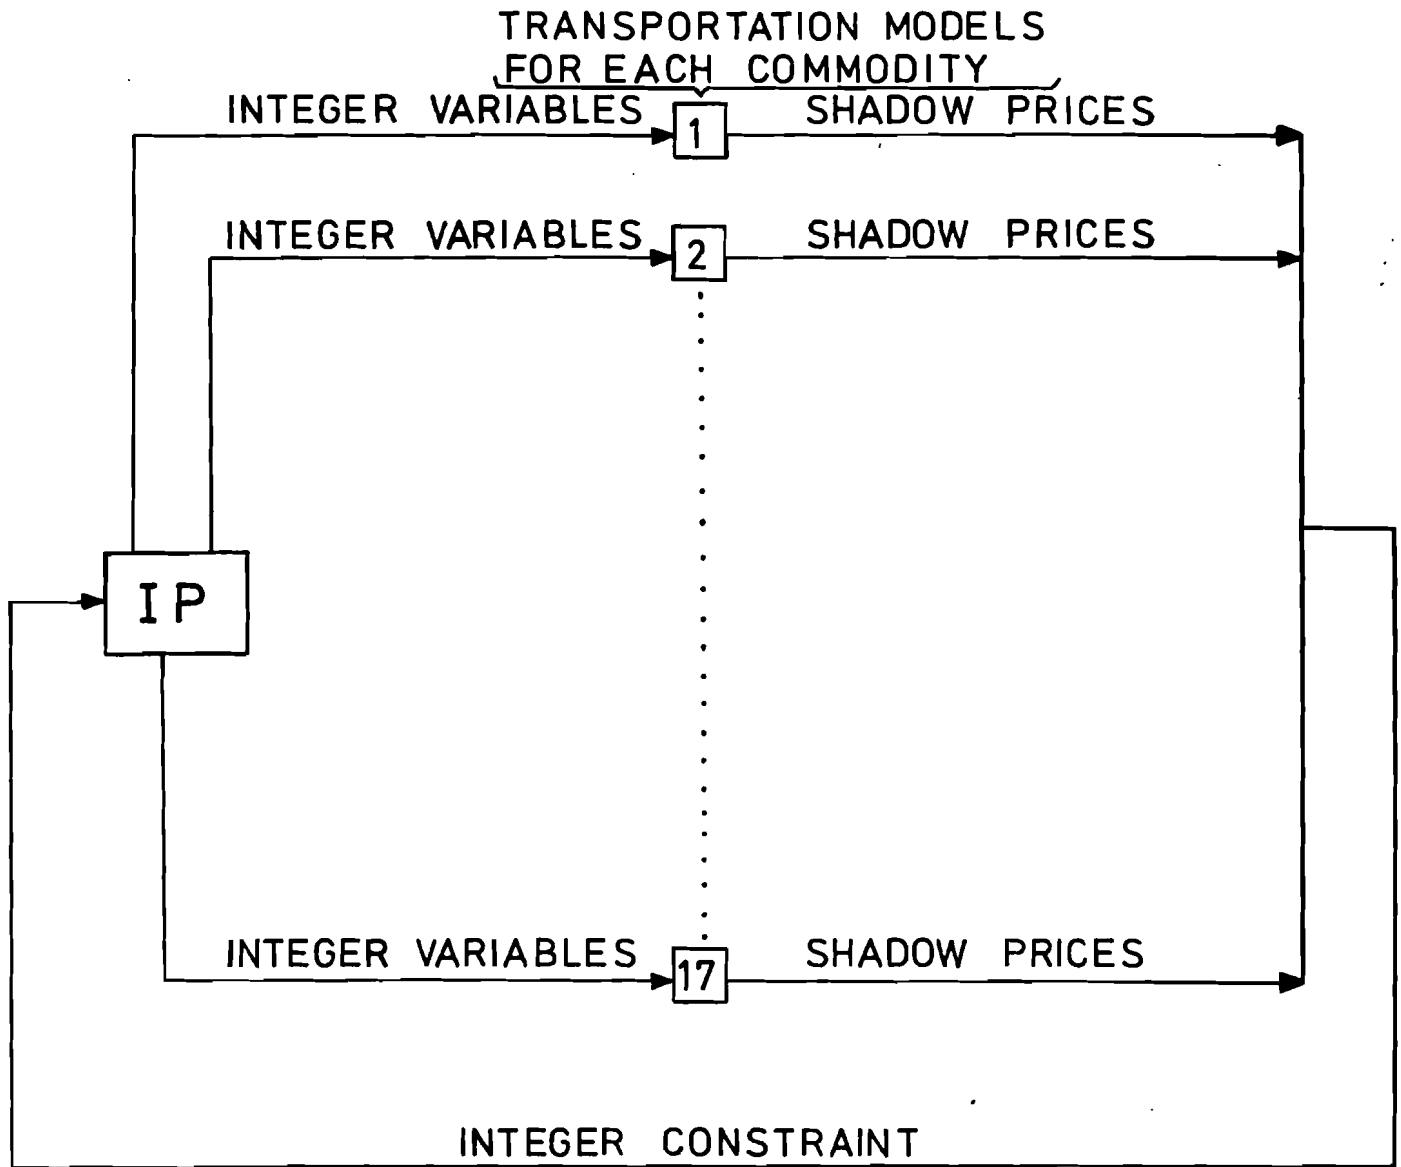 TRANSPORTATION MODELS
FOR EACH COMMODITY
INTEGER VARIABLES 1 SHADOW PRICES
INTEGER VARIABLES 2 SHADOW PRICES
IP
INTEGER VARIABLES 17 SHADOW PRICES
INTEGER CONSTRAINT